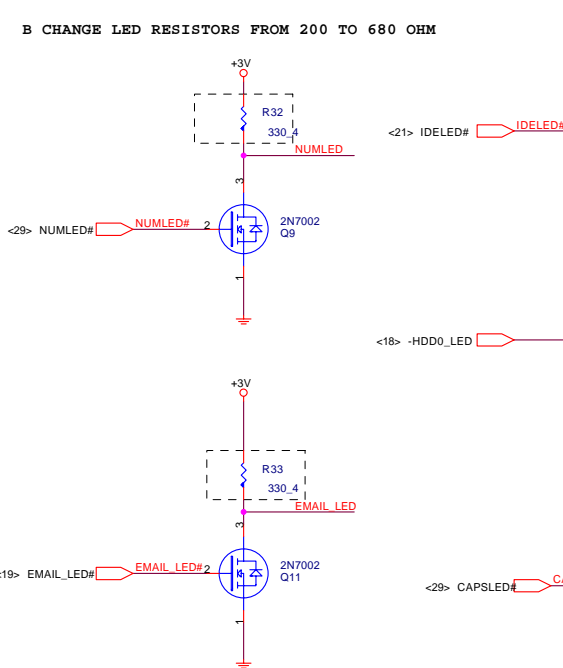 B CHANGE LED RESISTORS FROM 200 TO 680 OHM
+3V
R32
330_4
NUMLED
3
<29> NUMLED#
NUMLED#
2
2N7002
Q9
1
<21> IDELED#
IDELED#
<18> -HDD0_LED
+3V
R33
330_4
EMAIL_LED
3
<19> EMAIL_LED#
EMAIL_LED#
2
2N7002
Q11
1
<29> CAPSLED#